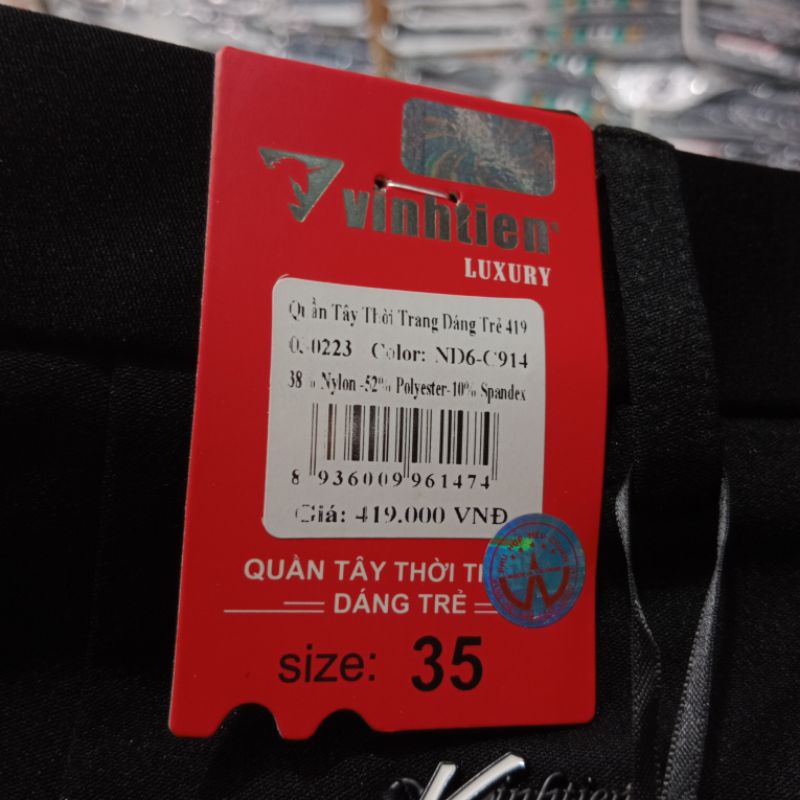 vinhtien
LUXURY
Quần Tây Thời Trang Dáng Trẻ 419
Color: ND6-C914
38% Nylon -52% Polyester-10% Spandex
8 936009 961474
Giá: 419.000 VNĐ
QUẦN TÂY THỜI
DÁNG TRẺ
size: 35
Vinhtien